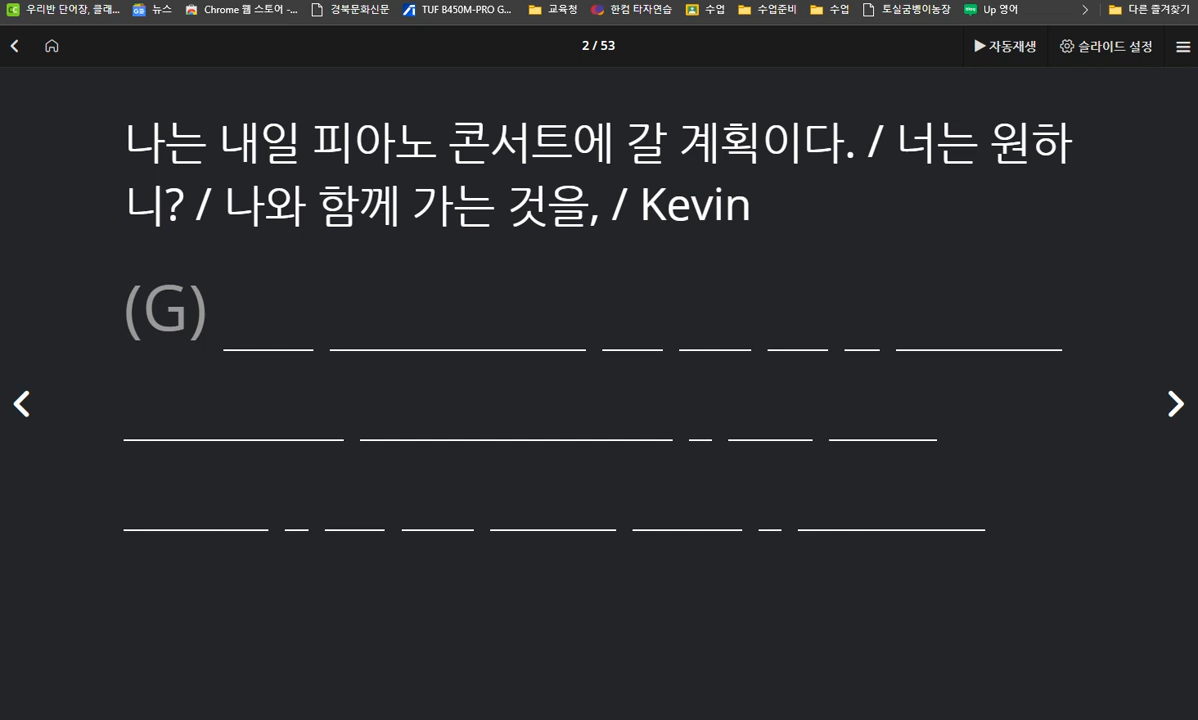 우리반 단어장, 클래... 뉴스 Chrome 웹 스토어 -... 경북문화신문 TUF B450M-PRO G... 교육청 한컴 타자연습 수업 수업준비 수업 토실굼벵이농장 Up 영어 다른 즐겨찾기
2 / 53 ▶ 자동재생 슬라이드 설정
나는 내일 피아노 콘서트에 갈 계획이다. / 너는 원하
니? / 나와 함께 가는 것을, / Kevin
(G)